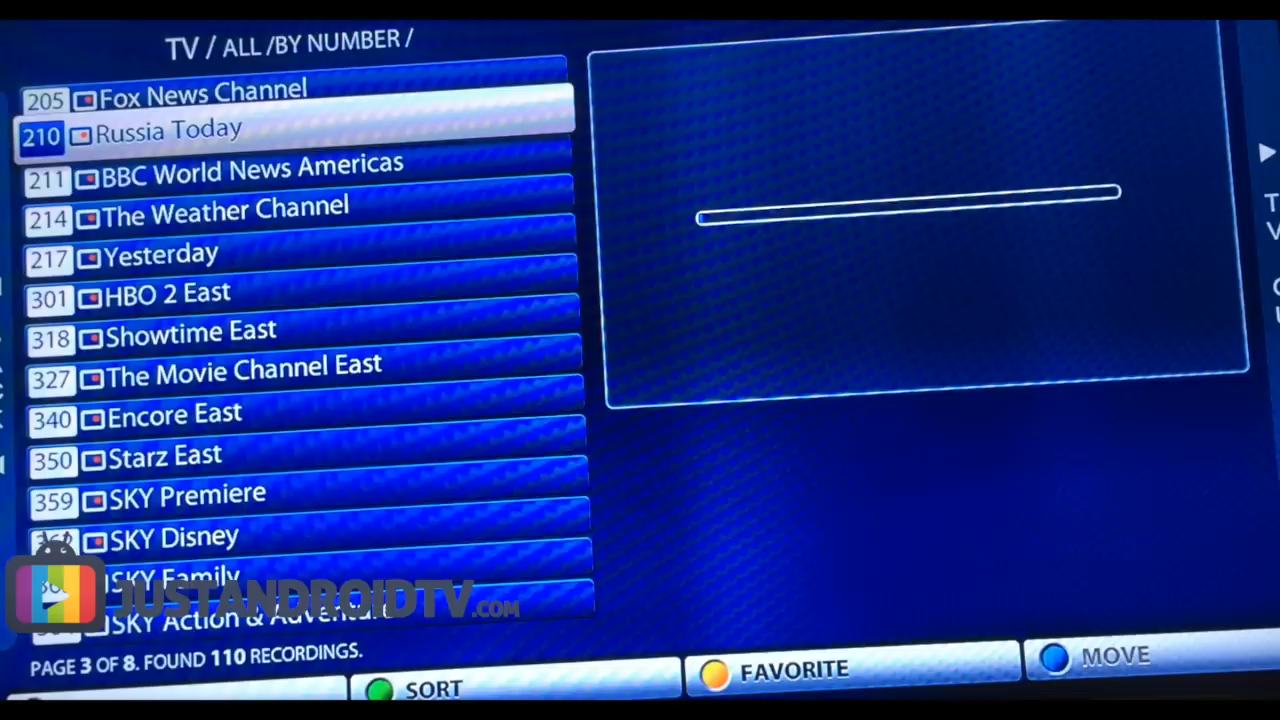 TV / ALL /BY NUMBER /
205 Fox News Channel
210 Russia Today
211 BBC World News Americas
214 The Weather Channel
217 Yesterday
301 HBO 2 East
318 Showtime East
327 The Movie Channel East
340 Encore East
350 Starz East
359 SKY Premiere
SKY Disney
SKY Family
JUSTANDROIDTV.COM
SKY Action & Adventure
PAGE 3 OF 8. FOUND 110 RECORDINGS.
SORT
FAVORITE
MOVE